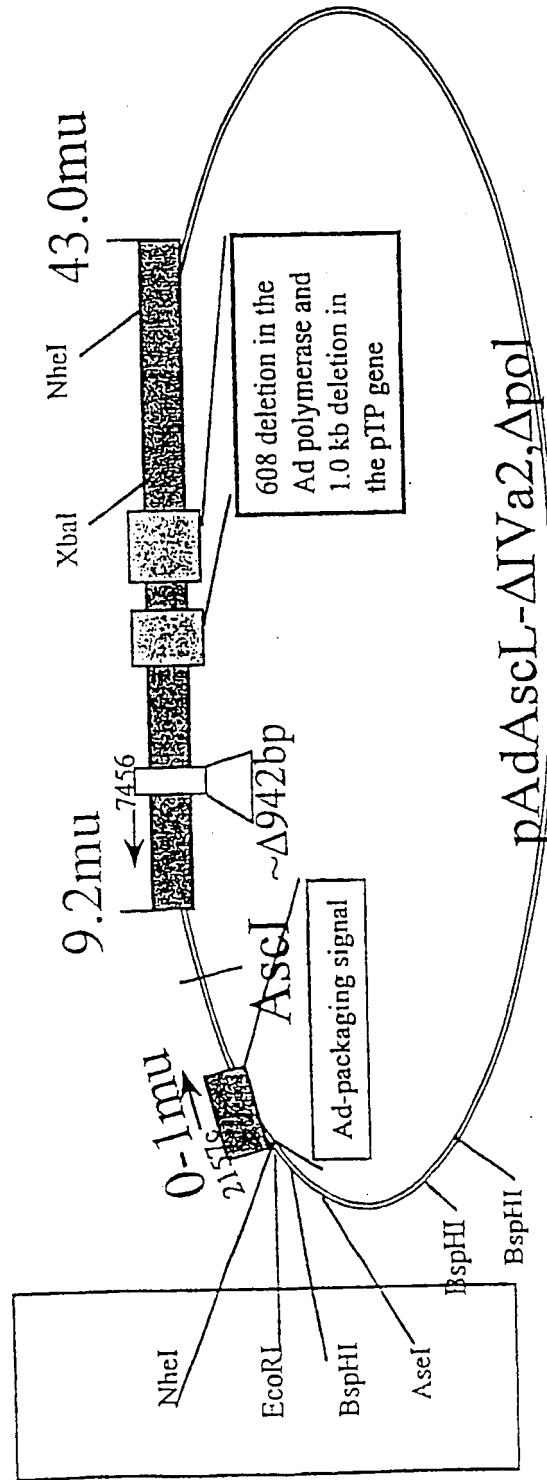 0-1mu
9.2mu
7456
XbaI
NheI
43.0mu
AscI
~Δ942bp
Ad-packaging signal
608 deletion in the
Ad polymerase and
1.0 kb deletion in
the pTP gene
NheI
EcoRI
BspHI
AseI
BspHI
BspHI
pAdAscL-ΔIVa2,Δpol